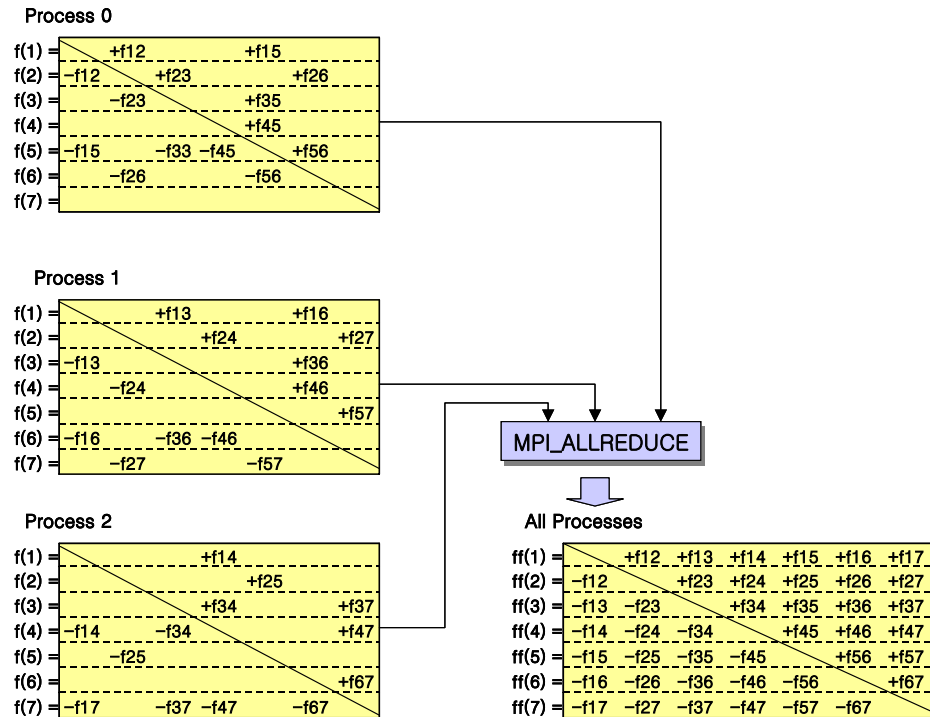 Process 0
f(1) = +f12 +f15
f(2) = −f12 +f23 +f26
f(3) = −f23 +f35
f(4) = +f45
f(5) = −f15 −f33 −f45 +f56
f(6) = −f26 −f56
f(7) =
Process 1
f(1) = +f13 +f16
f(2) = +f24 +f27
f(3) = −f13 +f36
f(4) = −f24 +f46
f(5) = +f57
f(6) = −f16 −f36 −f46
f(7) = −f27 −f57
MPI_ALLREDUCE
Process 2
f(1) = +f14
f(2) = +f25
f(3) = +f34 +f37
f(4) = −f14 −f34 +f47
f(5) = −f25
f(6) = +f67
f(7) = −f17 −f37 −f47 −f67
All Processes
ff(1) = +f12 +f13 +f14 +f15 +f16 +f17
ff(2) = −f12 +f23 +f24 +f25 +f26 +f27
ff(3) = −f13 −f23 +f34 +f35 +f36 +f37
ff(4) = −f14 −f24 −f34 +f45 +f46 +f47
ff(5) = −f15 −f25 −f35 −f45 +f56 +f57
ff(6) = −f16 −f26 −f36 −f46 −f56 +f67
ff(7) = −f17 −f27 −f37 −f47 −f57 −f67